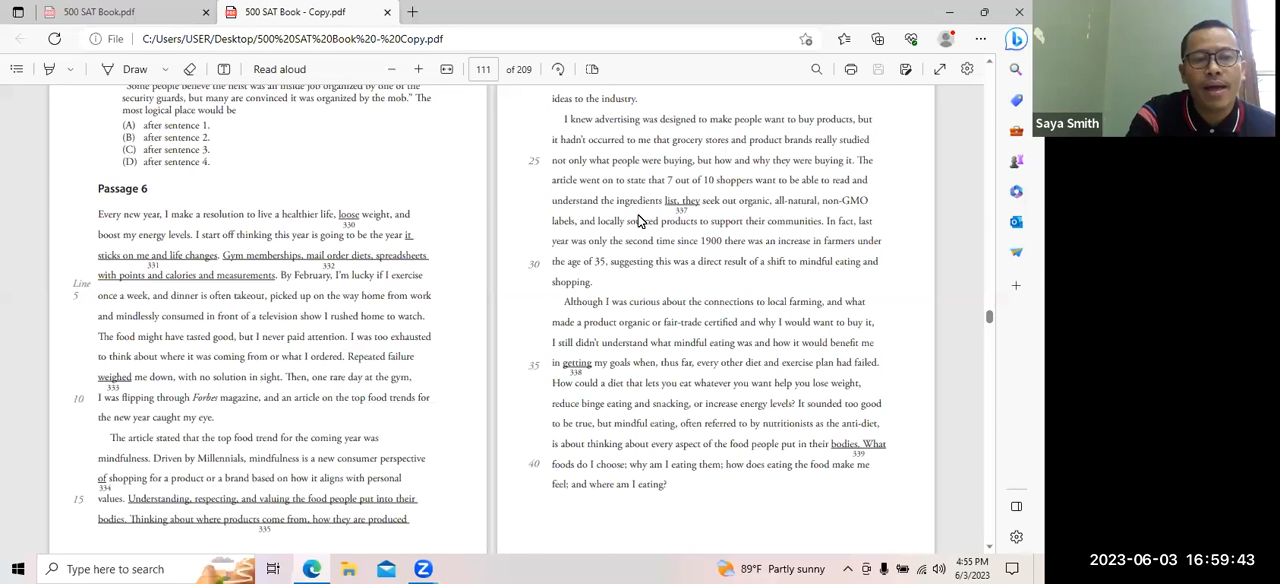 500 SAT Book.pdf
500 SAT Book - Copy.pdf
File
C:/Users/USER/Desktop/500%20SAT%20Book%20-%20Copy.pdf
Draw
Read aloud
111
of 209
"Some people believe the heist was an inside job organized by one of the
security guards, but many are convinced it was organized by the mob." The
most logical place would be
(A) after sentence 1.
(B) after sentence 2.
(C) after sentence 3.
(D) after sentence 4.
Passage 6
Every new year, I make a resolution to live a healthier life, loose weight, and
330
boost my energy levels. I start off thinking this year is going to be the year it
sticks on me and life changes. Gym memberships, mail order diets, spreadsheets
331
332
with points and calories and measurements. By February, I'm lucky if I exercise
Line
5
once a week, and dinner is often takeout, picked up on the way home from work
and mindlessly consumed in front of a television show I rushed home to watch.
The food might have tasted good, but I never paid attention. I was too exhausted
to think about where it was coming from or what I ordered. Repeated failure
weighed me down, with no solution in sight. Then, one rare day at the gym,
333
10
I was flipping through Forbes magazine, and an article on the top food trends for
the new year caught my eye.
The article stated that the top food trend for the coming year was
mindfulness. Driven by Millennials, mindfulness is a new consumer perspective
of shopping for a product or a brand based on how it aligns with personal
334
15
values. Understanding, respecting, and valuing the food people put into their
bodies. Thinking about where products come from, how they are produced
335
ideas to the industry.
I knew advertising was designed to make people want to buy products, but
it hadn't occurred to me that grocery stores and product brands really studied
25
not only what people were buying, but how and why they were buying it. The
article went on to state that 7 out of 10 shoppers want to be able to read and
understand the ingredients list, they seek out organic, all-natural, non-GMO
337
labels, and locally sourced products to support their communities. In fact, last
year was only the second time since 1900 there was an increase in farmers under
30
the age of 35, suggesting this was a direct result of a shift to mindful eating and
shopping.
Although I was curious about the connections to local farming, and what
made a product organic or fair-trade certified and why I would want to buy it,
I still didn't understand what mindful eating was and how it would benefit me
35
in getting my goals when, thus far, every other diet and exercise plan had failed.
338
How could a diet that lets you eat whatever you want help you lose weight,
reduce binge eating and snacking, or increase energy levels? It sounded too good
to be true, but mindful eating, often referred to by nutritionists as the anti-diet,
is about thinking about every aspect of the food people put in their bodies. What
339
40
foods do I choose; why am I eating them; how does eating the food make me
feel; and where am I eating?
Saya Smith
Type here to search
89°F Partly sunny
4:55 PM
6/3/2023
2023-06-03 16:59:43